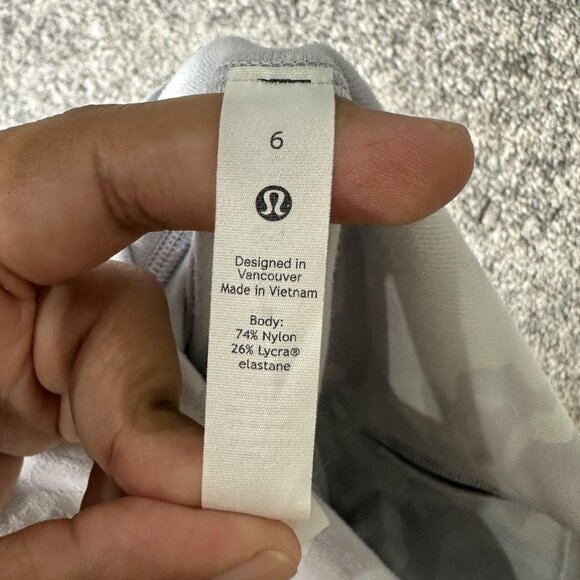 6
Designed in
Vancouver
Made in Vietnam
Body:
74% Nylon
26% Lycra®
elastane